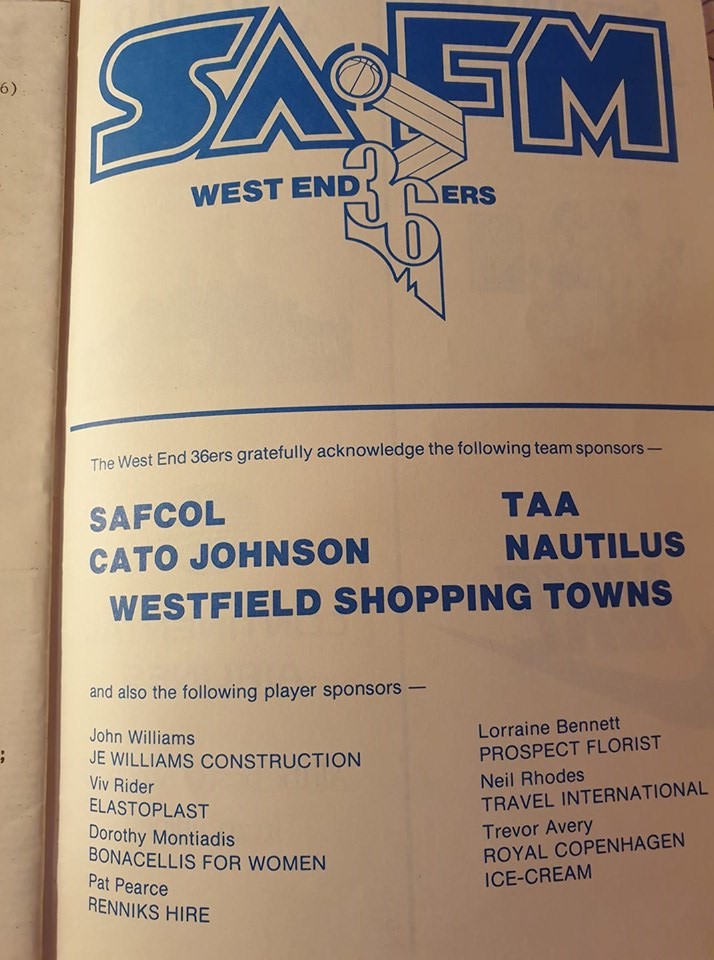 6)
SA•FM
WEST END 36ERS
The West End 36ers gratefully acknowledge the following team sponsors —
SAFCOL
TAA
CATO JOHNSON
NAUTILUS
WESTFIELD SHOPPING TOWNS
and also the following player sponsors —
John Williams
JE WILLIAMS CONSTRUCTION
Viv Rider
ELASTOPLAST
Dorothy Montiadis
BONACELLIS FOR WOMEN
Pat Pearce
RENNIKS HIRE
Lorraine Bennett
PROSPECT FLORIST
Neil Rhodes
TRAVEL INTERNATIONAL
Trevor Avery
ROYAL COPENHAGEN
ICE-CREAM
;